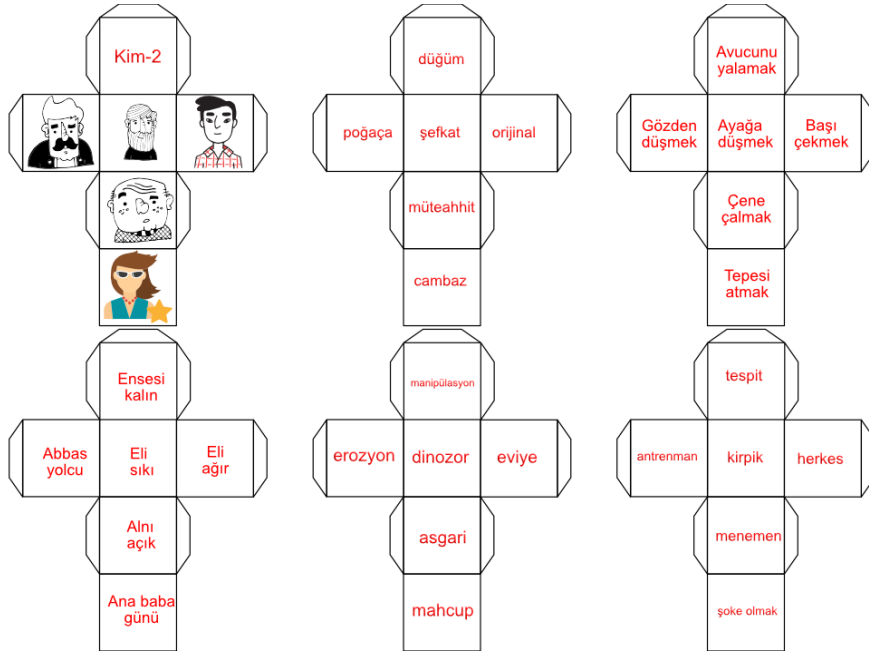 Kim-2
düğüm
Avucunu
yalamak
poğaça
şefkat
orijinal
Gözden
düşmek
Ayağa
düşmek
Başı
çekmek
müteahhit
Çene
çalmak
cambaz
Tepesi
atmak
Ensesi
kalın
manipülasyon
tespit
Abbas
yolcu
Eli
sıkı
Eli
ağır
erozyon
dinozor
eviye
antrenman
kirpik
herkes
Alnı
açık
asgari
menemen
Ana baba
günü
mahcup
şoke olmak